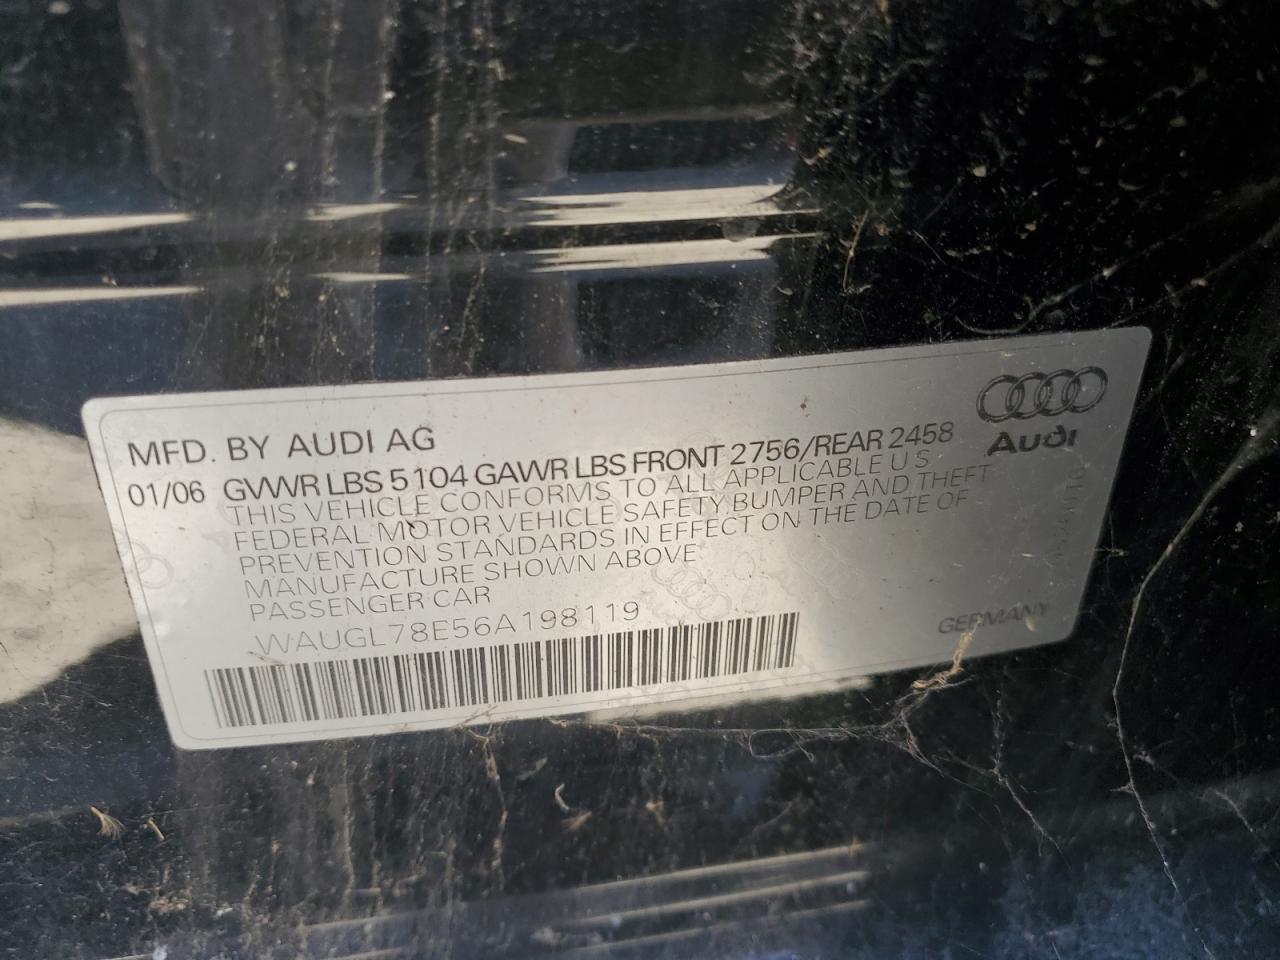 MFD. BY AUDI AG
01/06 GVWR LBS 5104 GAWR LBS FRONT 2756/REAR 2458
THIS VEHICLE CONFORMS TO ALL APPLICABLE U S
FEDERAL MOTOR VEHICLE SAFETY BUMPER AND THEFT
PREVENTION STANDARDS IN EFFECT ON THE DATE OF
MANUFACTURE SHOWN ABOVE
PASSENGER CAR
WAUGL78E56A198119
Audi
GERMANY